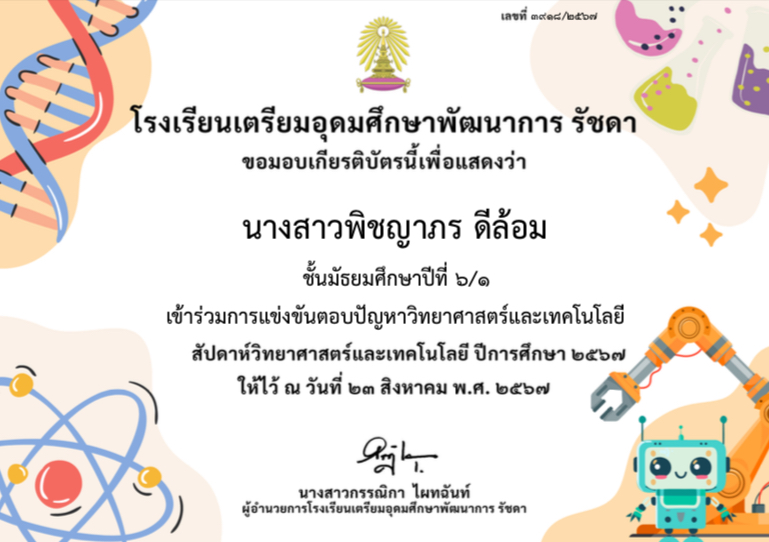 เลขที่ ๓๙๑๘/๒๕๖๗
โรงเรียนเตรียมอุดมศึกษาพัฒนาการ รัชดา
ขอมอบเกียรติบัตรนี้เพื่อแสดงว่า
นางสาวพิชญาภร ดีล้อม
ชั้นมัธยมศึกษาปีที่ ๖/๑
เข้าร่วมการแข่งขันตอบปัญหาวิทยาศาสตร์และเทคโนโลยี
สัปดาห์วิทยาศาสตร์และเทคโนโลยี ปีการศึกษา ๒๕๖๗
ให้ไว้ ณ วันที่ ๒๓ สิงหาคม พ.ศ. ๒๕๖๗
นางสาวกรรณิกา ไผทฉันท์
ผู้อำนวยการโรงเรียนเตรียมอุดมศึกษาพัฒนาการ รัชดา